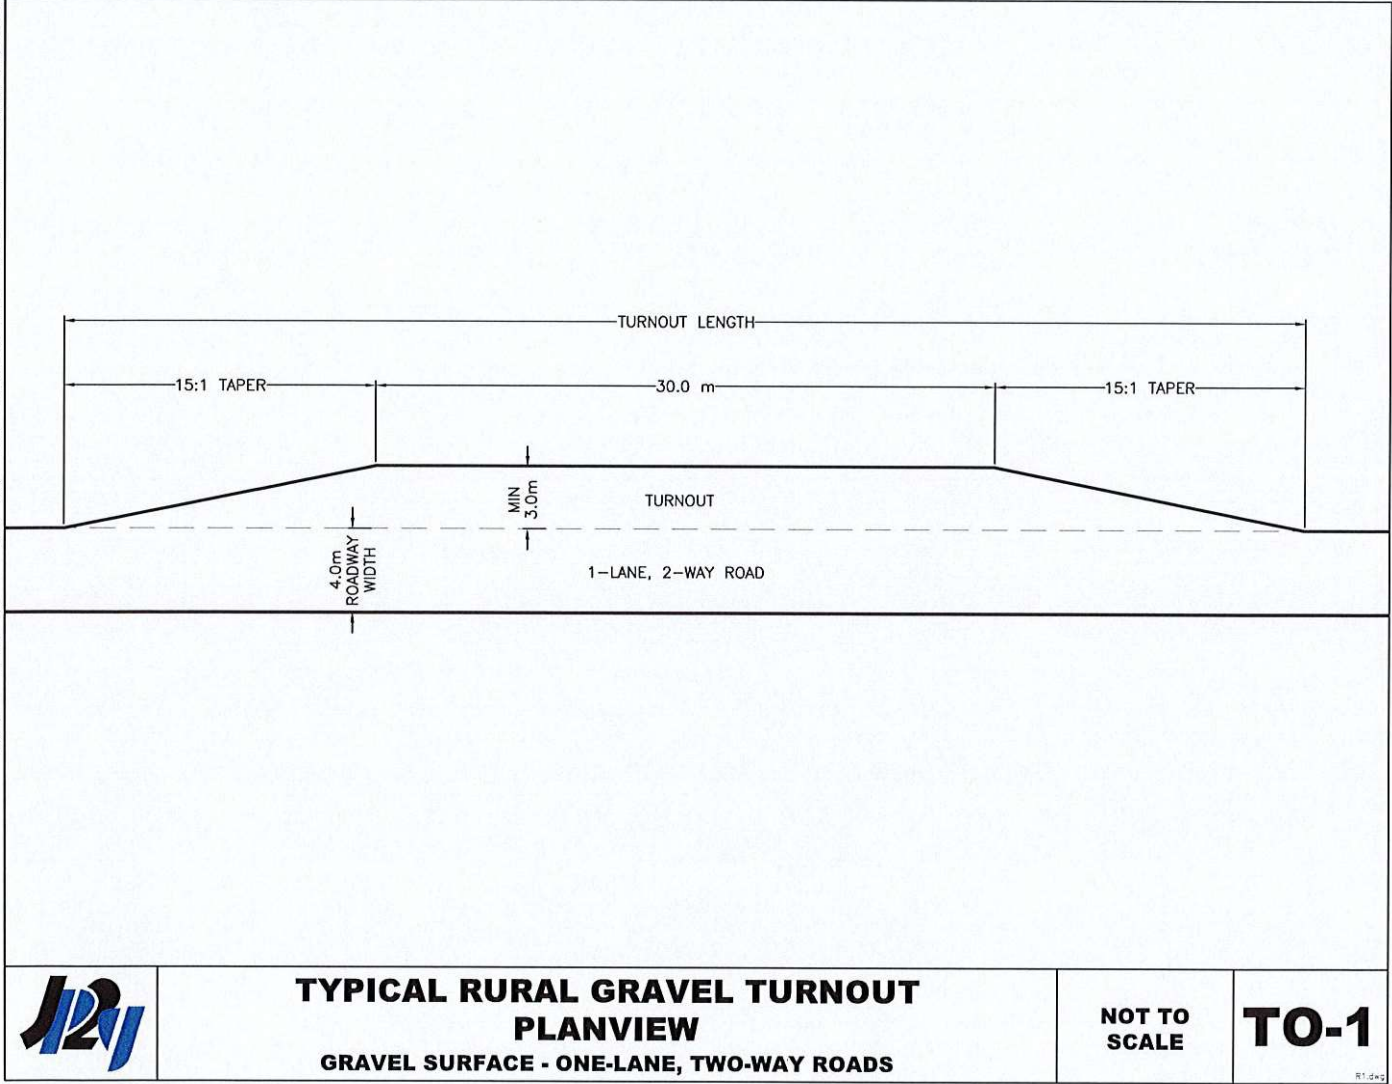 TURNOUT LENGTH
15:1 TAPER
30.0 m
15:1 TAPER
MIN
3.0m
TURNOUT
4.0m
ROADWAY
WIDTH
1-LANE, 2-WAY ROAD
JP2g
TYPICAL RURAL GRAVEL TURNOUT
PLANVIEW
GRAVEL SURFACE - ONE-LANE, TWO-WAY ROADS
NOT TO
SCALE
TO-1
R1.dwg